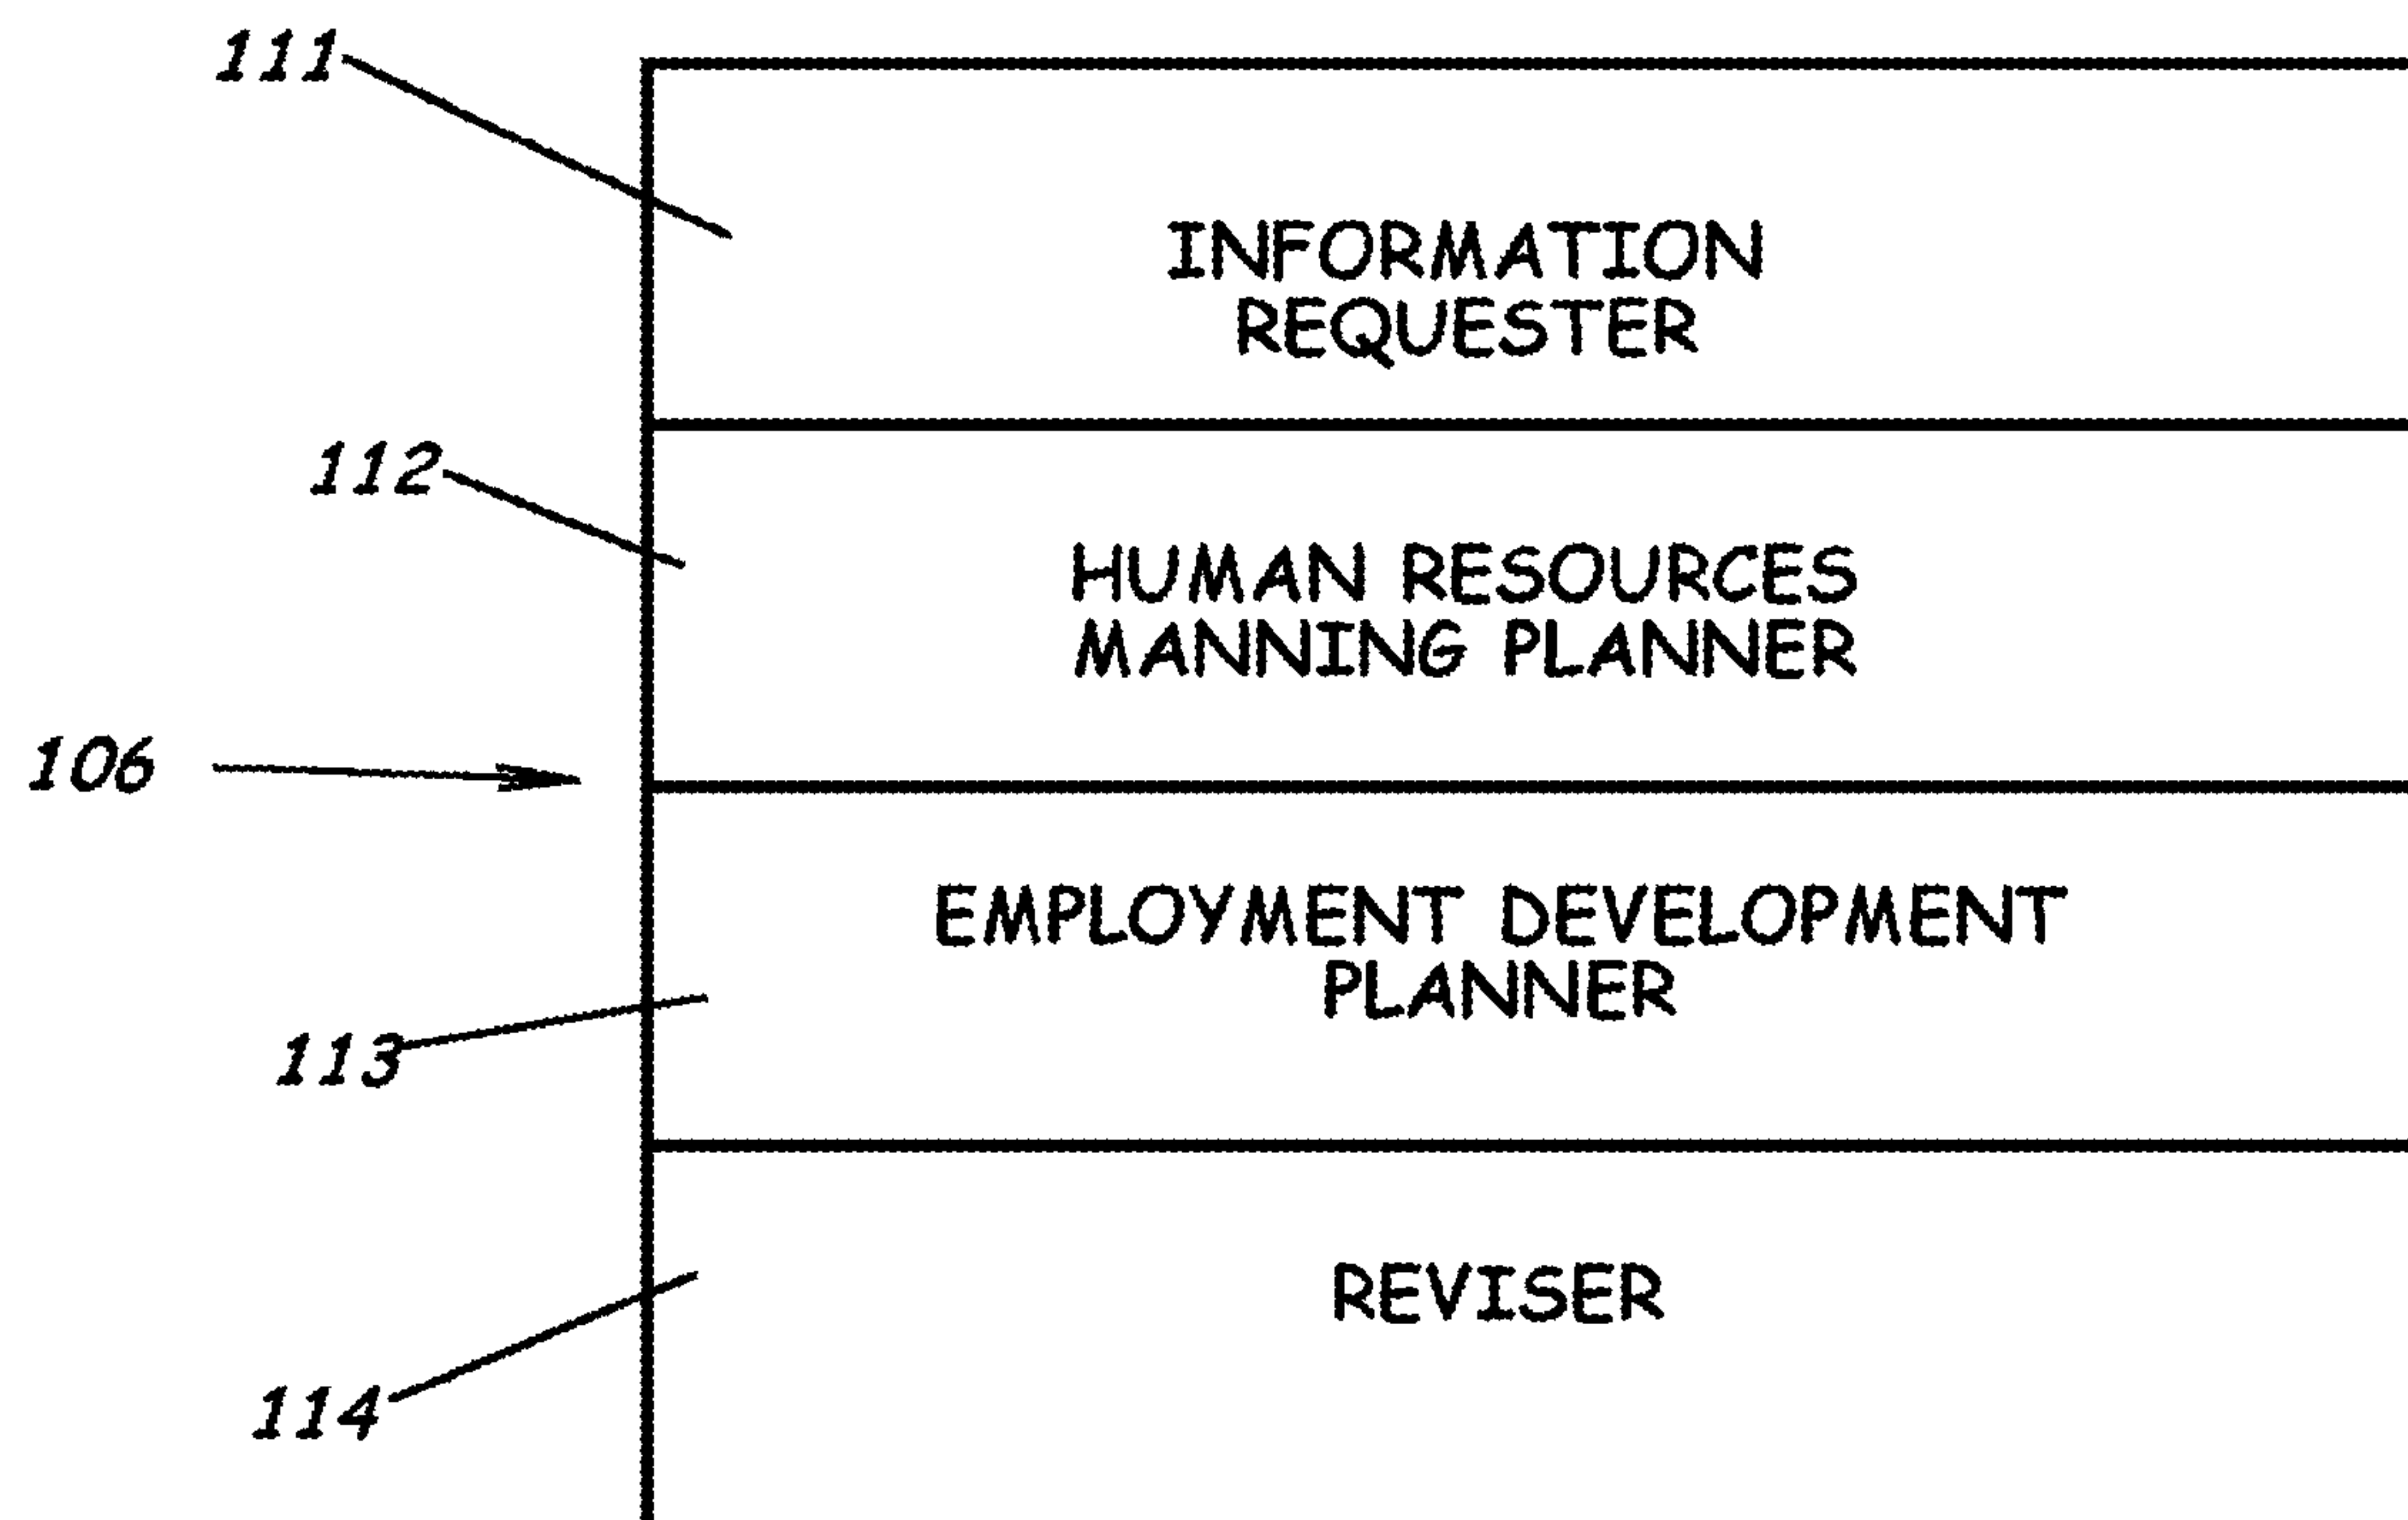 111
INFORMATION
REQUESTER
112
HUMAN RESOURCES
MANNING PLANNER
106
EMPLOYMENT DEVELOPMENT
PLANNER
113
REVISER
114